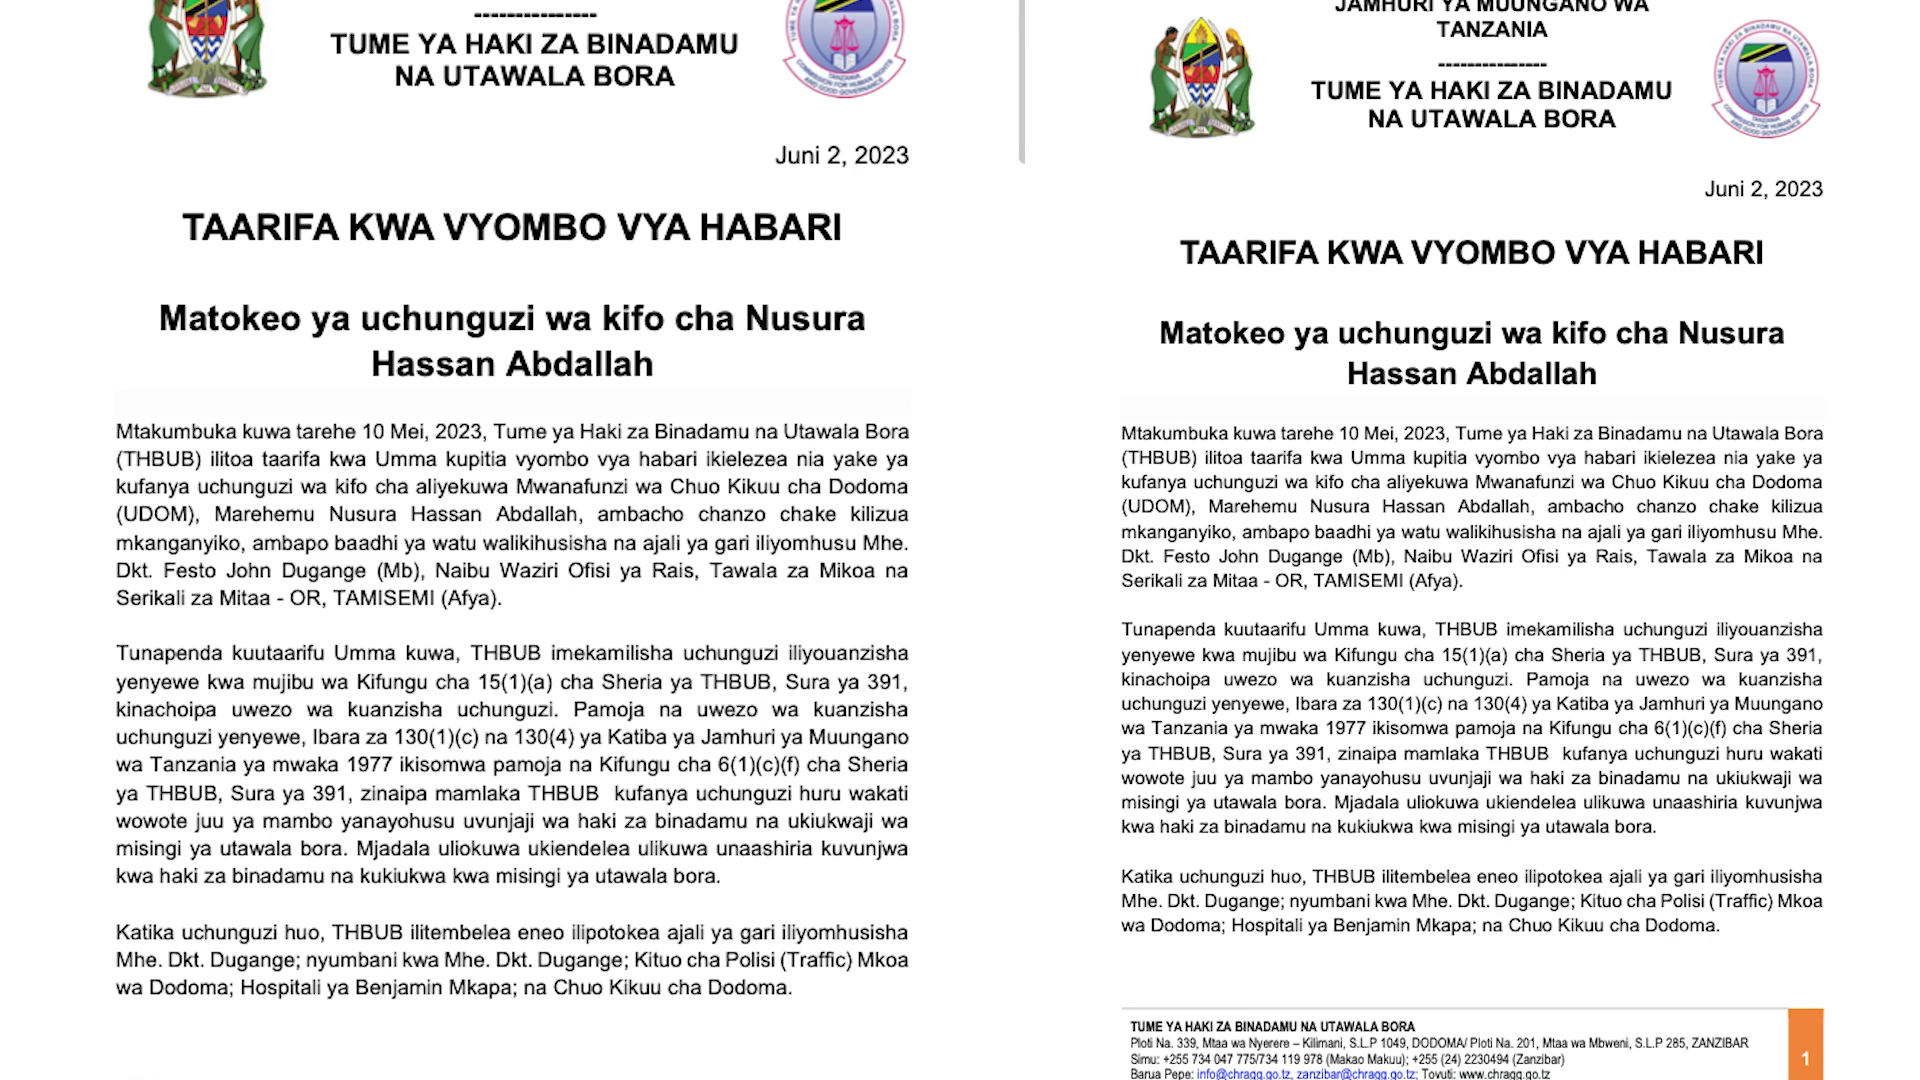 ---------------
TUME YA HAKI ZA BINADAMU
NA UTAWALA BORA
Juni 2, 2023
TAARIFA KWA VYOMBO VYA HABARI
Matokeo ya uchunguzi wa kifo cha Nusura
Hassan Abdallah
Mtakumbuka kuwa tarehe 10 Mei, 2023, Tume ya Haki za Binadamu na Utawala Bora
(THBUB) ilitoa taarifa kwa Umma kupitia vyombo vya habari ikielezea nia yake ya
kufanya uchunguzi wa kifo cha aliyekuwa Mwanafunzi wa Chuo Kikuu cha Dodoma
(UDOM), Marehemu Nusura Hassan Abdallah, ambacho chanzo chake kilizua
mkanganyiko, ambapo baadhi ya watu walikihusisha na ajali ya gari iliyomhusu Mhe.
Dkt. Festo John Dugange (Mb), Naibu Waziri Ofisi ya Rais, Tawala za Mikoa na
Serikali za Mitaa - OR, TAMISEMI (Afya).
Tunapenda kuutaarifu Umma kuwa, THBUB imekamilisha uchunguzi iliyouanzisha
yenyewe kwa mujibu wa Kifungu cha 15(1)(a) cha Sheria ya THBUB, Sura ya 391,
kinachoipa uwezo wa kuanzisha uchunguzi. Pamoja na uwezo wa kuanzisha
uchunguzi yenyewe, Ibara za 130(1)(c) na 130(4) ya Katiba ya Jamhuri ya Muungano
wa Tanzania ya mwaka 1977 ikisomwa pamoja na Kifungu cha 6(1)(c)(f) cha Sheria
ya THBUB, Sura ya 391, zinaipa mamlaka THBUB kufanya uchunguzi huru wakati
wowote juu ya mambo yanayohusu uvunjaji wa haki za binadamu na ukiukwaji wa
misingi ya utawala bora. Mjadala uliokuwa ukiendelea ulikuwa unaashiria kuvunjwa
kwa haki za binadamu na kukiukwa kwa misingi ya utawala bora.
Katika uchunguzi huo, THBUB ilitembelea eneo ilipotokea ajali ya gari iliyomhusisha
Mhe. Dkt. Dugange; nyumbani kwa Mhe. Dkt. Dugange; Kituo cha Polisi (Traffic) Mkoa
wa Dodoma; Hospitali ya Benjamin Mkapa; na Chuo Kikuu cha Dodoma.
JAMHURI YA MUUNGANO WA
TANZANIA
---------------
TUME YA HAKI ZA BINADAMU
NA UTAWALA BORA
Juni 2, 2023
TAARIFA KWA VYOMBO VYA HABARI
Matokeo ya uchunguzi wa kifo cha Nusura
Hassan Abdallah
Mtakumbuka kuwa tarehe 10 Mei, 2023, Tume ya Haki za Binadamu na Utawala Bora
(THBUB) ilitoa taarifa kwa Umma kupitia vyombo vya habari ikielezea nia yake ya
kufanya uchunguzi wa kifo cha aliyekuwa Mwanafunzi wa Chuo Kikuu cha Dodoma
(UDOM), Marehemu Nusura Hassan Abdallah, ambacho chanzo chake kilizua
mkanganyiko, ambapo baadhi ya watu walikihusisha na ajali ya gari iliyomhusu Mhe.
Dkt. Festo John Dugange (Mb), Naibu Waziri Ofisi ya Rais, Tawala za Mikoa na
Serikali za Mitaa - OR, TAMISEMI (Afya).
Tunapenda kuutaarifu Umma kuwa, THBUB imekamilisha uchunguzi iliyouanzisha
yenyewe kwa mujibu wa Kifungu cha 15(1)(a) cha Sheria ya THBUB, Sura ya 391,
kinachoipa uwezo wa kuanzisha uchunguzi. Pamoja na uwezo wa kuanzisha
uchunguzi yenyewe, Ibara za 130(1)(c) na 130(4) ya Katiba ya Jamhuri ya Muungano
wa Tanzania ya mwaka 1977 ikisomwa pamoja na Kifungu cha 6(1)(c)(f) cha Sheria
ya THBUB, Sura ya 391, zinaipa mamlaka THBUB kufanya uchunguzi huru wakati
wowote juu ya mambo yanayohusu uvunjaji wa haki za binadamu na ukiukwaji wa
misingi ya utawala bora. Mjadala uliokuwa ukiendelea ulikuwa unaashiria kuvunjwa
kwa haki za binadamu na kukiukwa kwa misingi ya utawala bora.
Katika uchunguzi huo, THBUB ilitembelea eneo ilipotokea ajali ya gari iliyomhusisha
Mhe. Dkt. Dugange; nyumbani kwa Mhe. Dkt. Dugange; Kituo cha Polisi (Traffic) Mkoa
wa Dodoma; Hospitali ya Benjamin Mkapa; na Chuo Kikuu cha Dodoma.
TUME YA HAKI ZA BINADAMU NA UTAWALA BORA
Ploti Na. 339, Mtaa wa Nyerere – Kilimani, S.L.P 1049, DODOMA/ Ploti Na. 201, Mtaa wa Mbweni, S.L.P 285, ZANZIBAR
Simu: +255 734 047 775/734 119 978 (Makao Makuu); +255 (24) 2230494 (Zanzibar)
Barua Pepe: info@chragg.go.tz, zanzibar@chragg.go.tz; Tovuti: www.chragg.go.tz
1